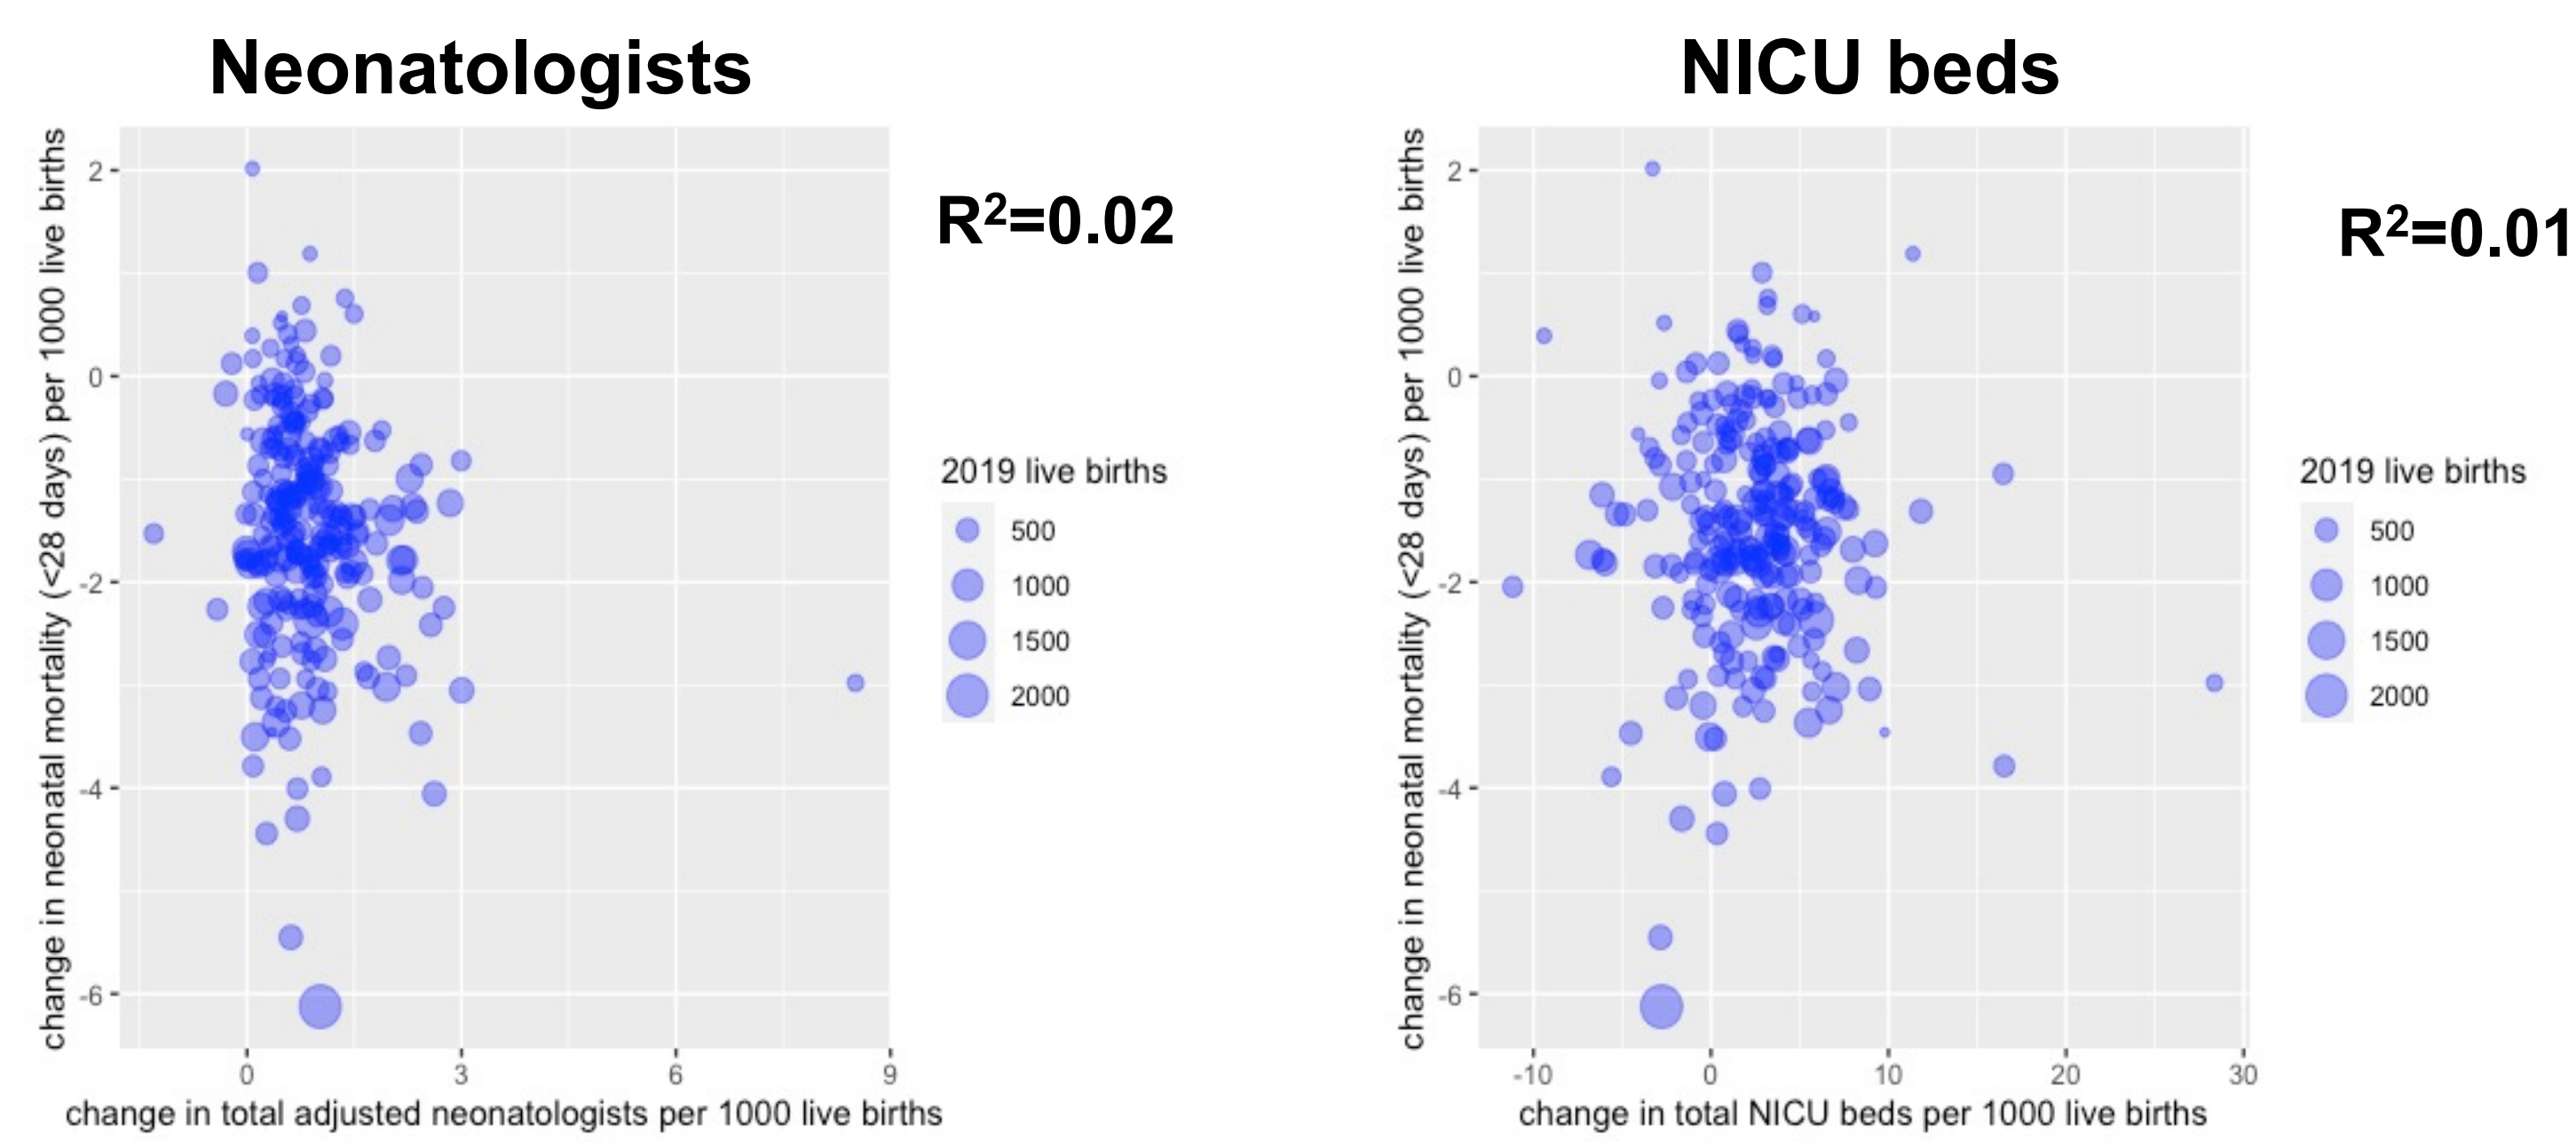 Neonatologists
change in neonatal mortality (<28 days) per 1000 live births
2
0
-2
-4
-6
0 3 6 9
change in total adjusted neonatologists per 1000 live births
R²=0.02
2019 live births
500
1000
1500
2000
NICU beds
change in neonatal mortality (<28 days) per 1000 live births
2
0
-2
-4
-6
-10 0 10 20 30
change in total NICU beds per 1000 live births
R²=0.01
2019 live births
500
1000
1500
2000